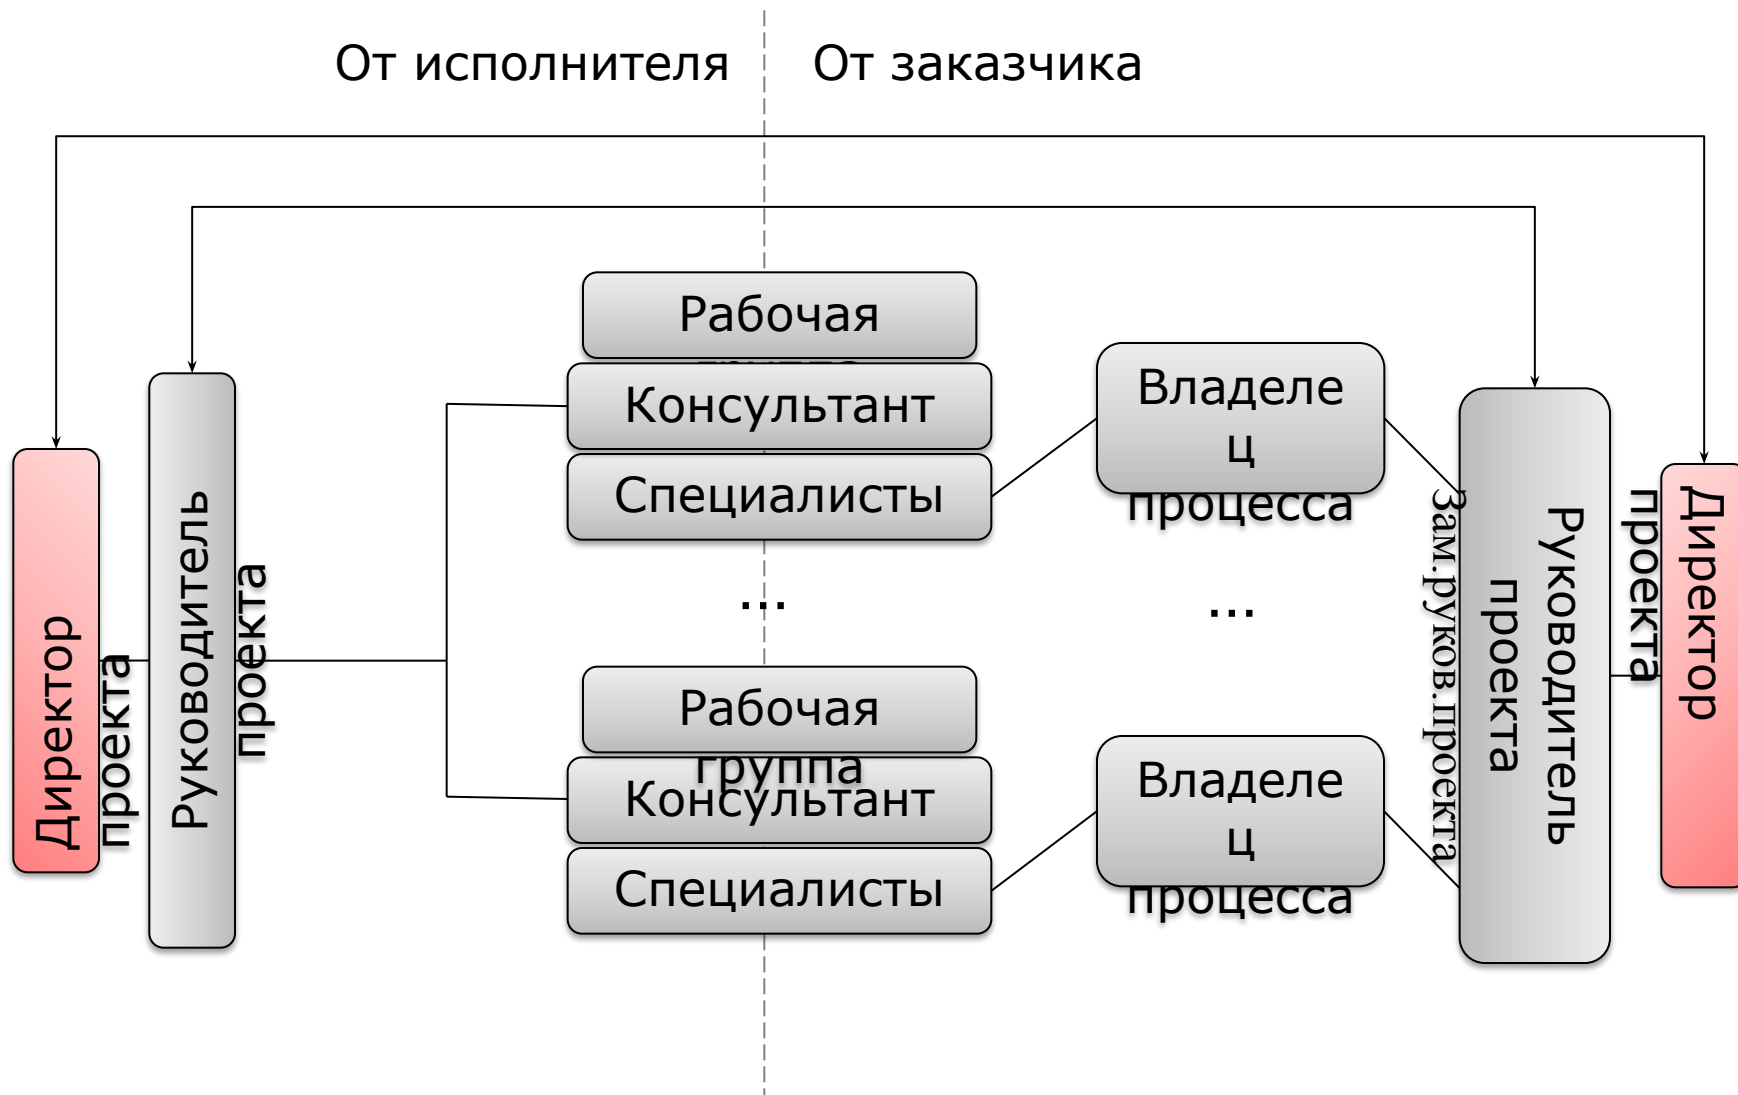 От исполнителя
От заказчика
Директор
проекта
Руководитель
проекта
Рабочая
группа
Консультант
Специалисты
...
Рабочая
группа
Консультант
Специалисты
Владеле
ц
процесса
...
Владеле
ц
процесса
Зам.руков.проекта
Руководитель
проекта
Директор
проекта